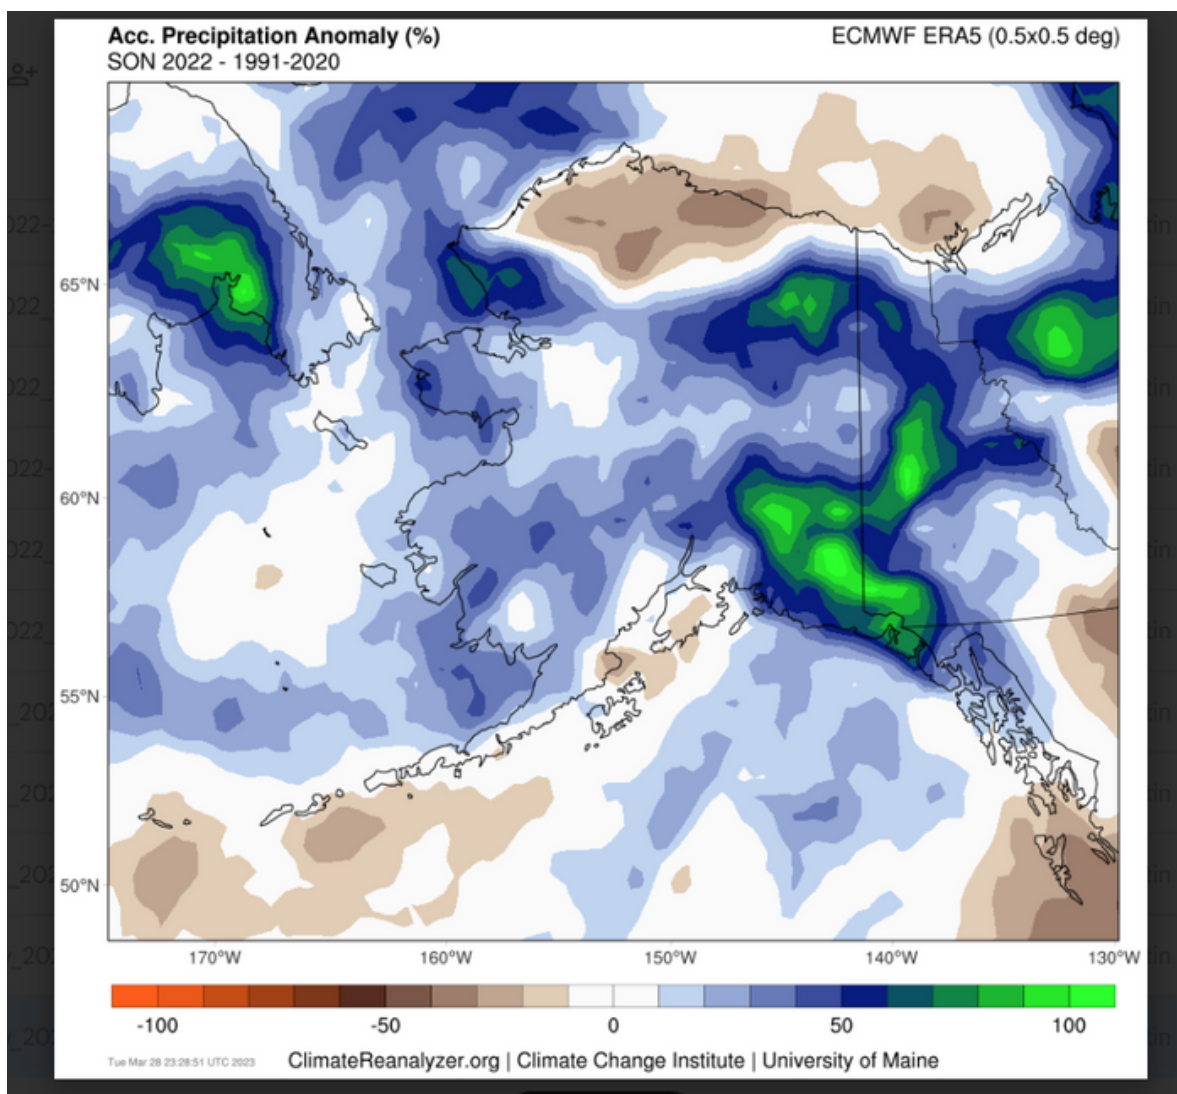 Acc. Precipitation Anomaly (%)
ECMWF ERA5 (0.5x0.5 deg)
SON 2022 - 1991-2020
65°N
60°N
55°N
50°N
170°W
160°W
150°W
140°W
130°W
-100
-50
0
50
100
Tue Mar 28 23:28:51 UTC 2023
ClimateReanalyzer.org | Climate Change Institute | University of Maine